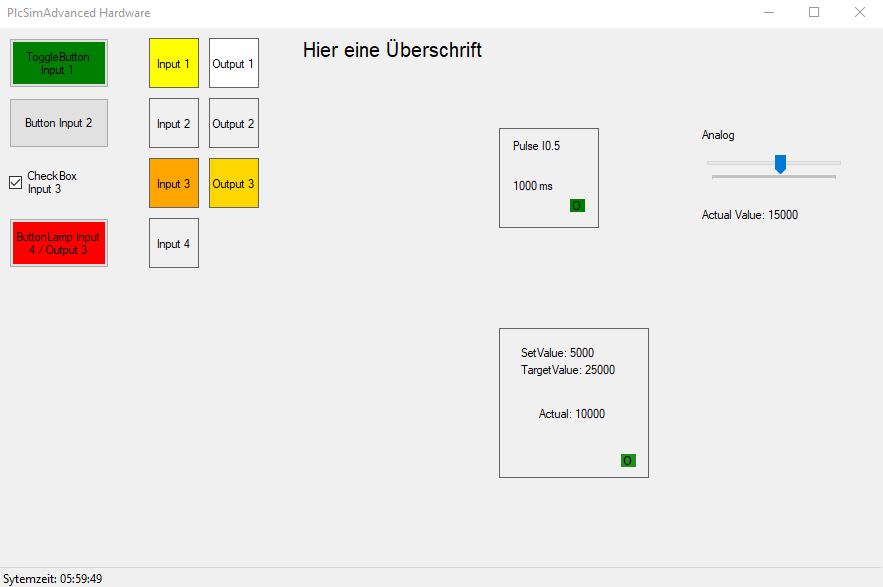 PlcSimAdvanced Hardware
ToggleButton
Input 1
Input 1
Output 1
Hier eine Überschrift
Button Input 2
Input 2
Output 2
CheckBox
Input 3
Input 3
Output 3
ButtonLamp Input
4 / Output 3
Input 4
Pulse I0.5
1000 ms
O
Analog
Actual Value: 15000
SetValue: 5000
TargetValue: 25000
Actual: 10000
O
Sytemzeit: 05:59:49